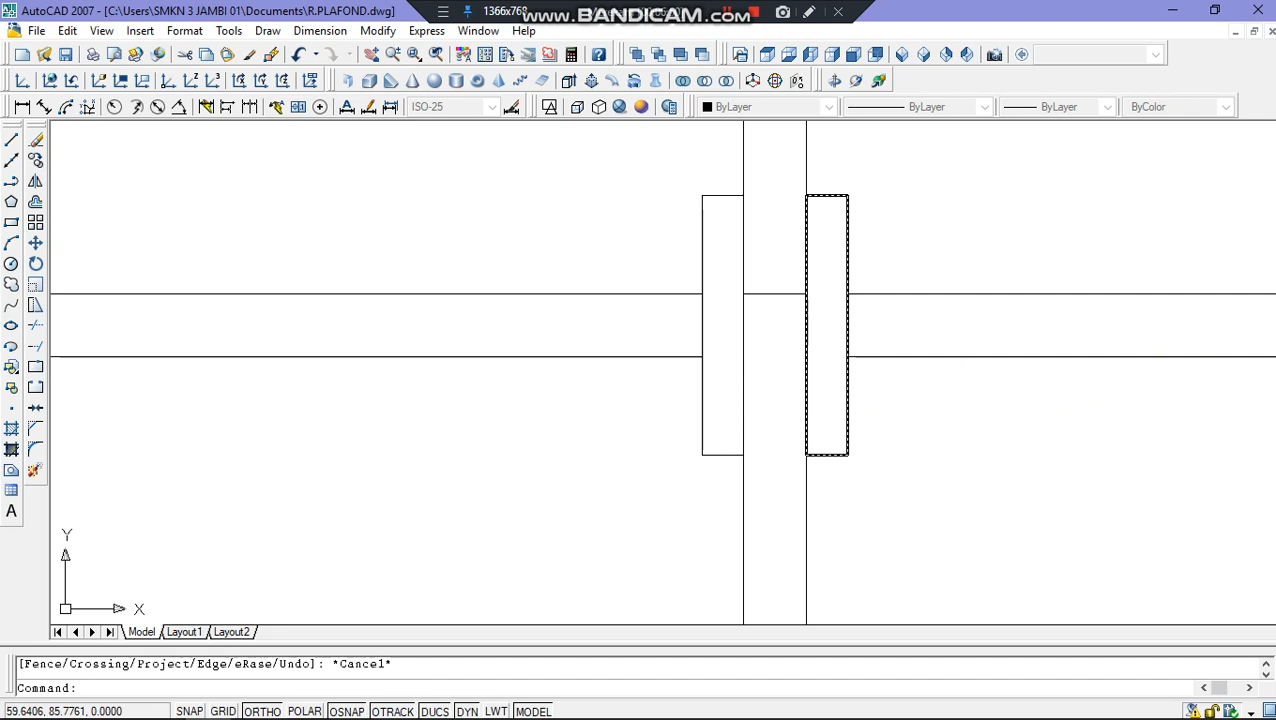 AutoCAD 2007 - [C:\Users\SMKN 3 JAMBI 01\Documents\R.PLAFOND.dwg]
1366x768
www.BANDICAM.com
File Edit View Insert Format Tools Draw Dimension Modify Express Window Help
ISO-25
ByLayer
ByLayer
ByLayer
ByColor
A
Y
X
Model Layout1 Layout2
[Fence/Crossing/Project/Edge/eRase/Undo]: *Cancel*
Command:
59.6406, 85.7761, 0.0000 SNAP GRID ORTHO POLAR OSNAP OTRACK DUCS DYN LWT MODEL